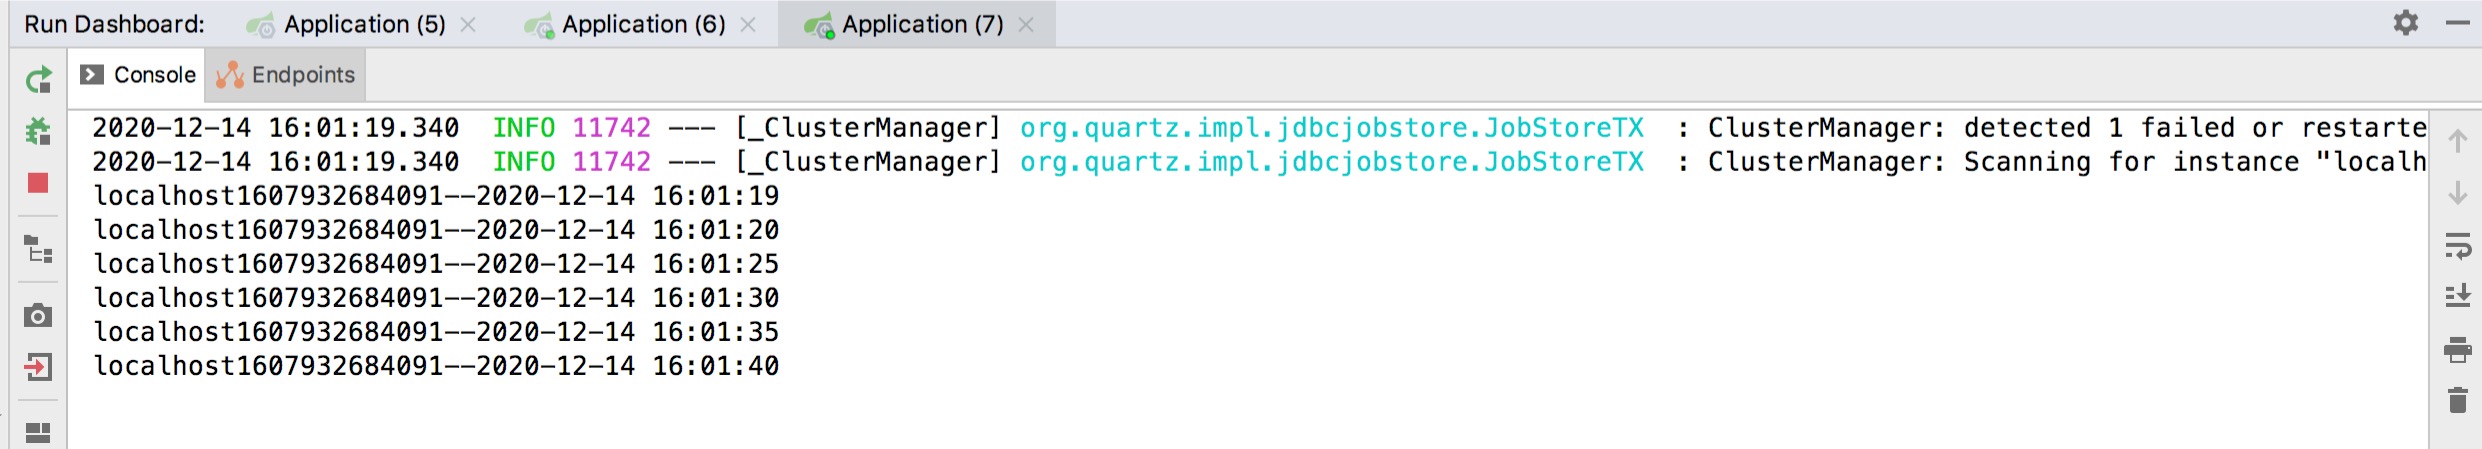 Run Dashboard: Application (5) Application (6) Application (7)
Console Endpoints
2020-12-14 16:01:19.340 INFO 11742 --- [_ClusterManager] org.quartz.impl.jdbcjobstore.JobStoreTX : ClusterManager: detected 1 failed or restarte
2020-12-14 16:01:19.340 INFO 11742 --- [_ClusterManager] org.quartz.impl.jdbcjobstore.JobStoreTX : ClusterManager: Scanning for instance "localh
localhost1607932684091--2020-12-14 16:01:19
localhost1607932684091--2020-12-14 16:01:20
localhost1607932684091--2020-12-14 16:01:25
localhost1607932684091--2020-12-14 16:01:30
localhost1607932684091--2020-12-14 16:01:35
localhost1607932684091--2020-12-14 16:01:40